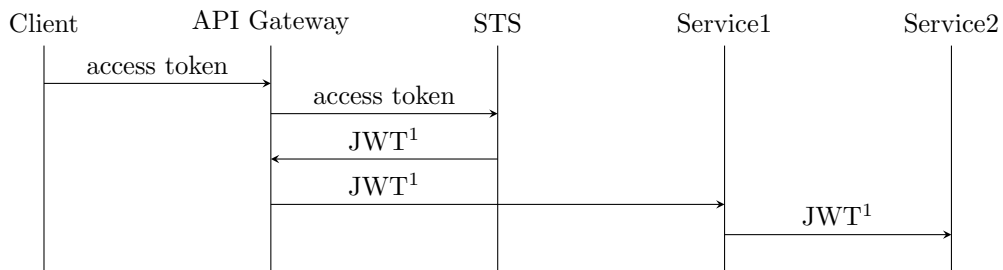 Client API Gateway STS Service1 Service2
access token
access token
JWT¹
JWT¹
JWT¹